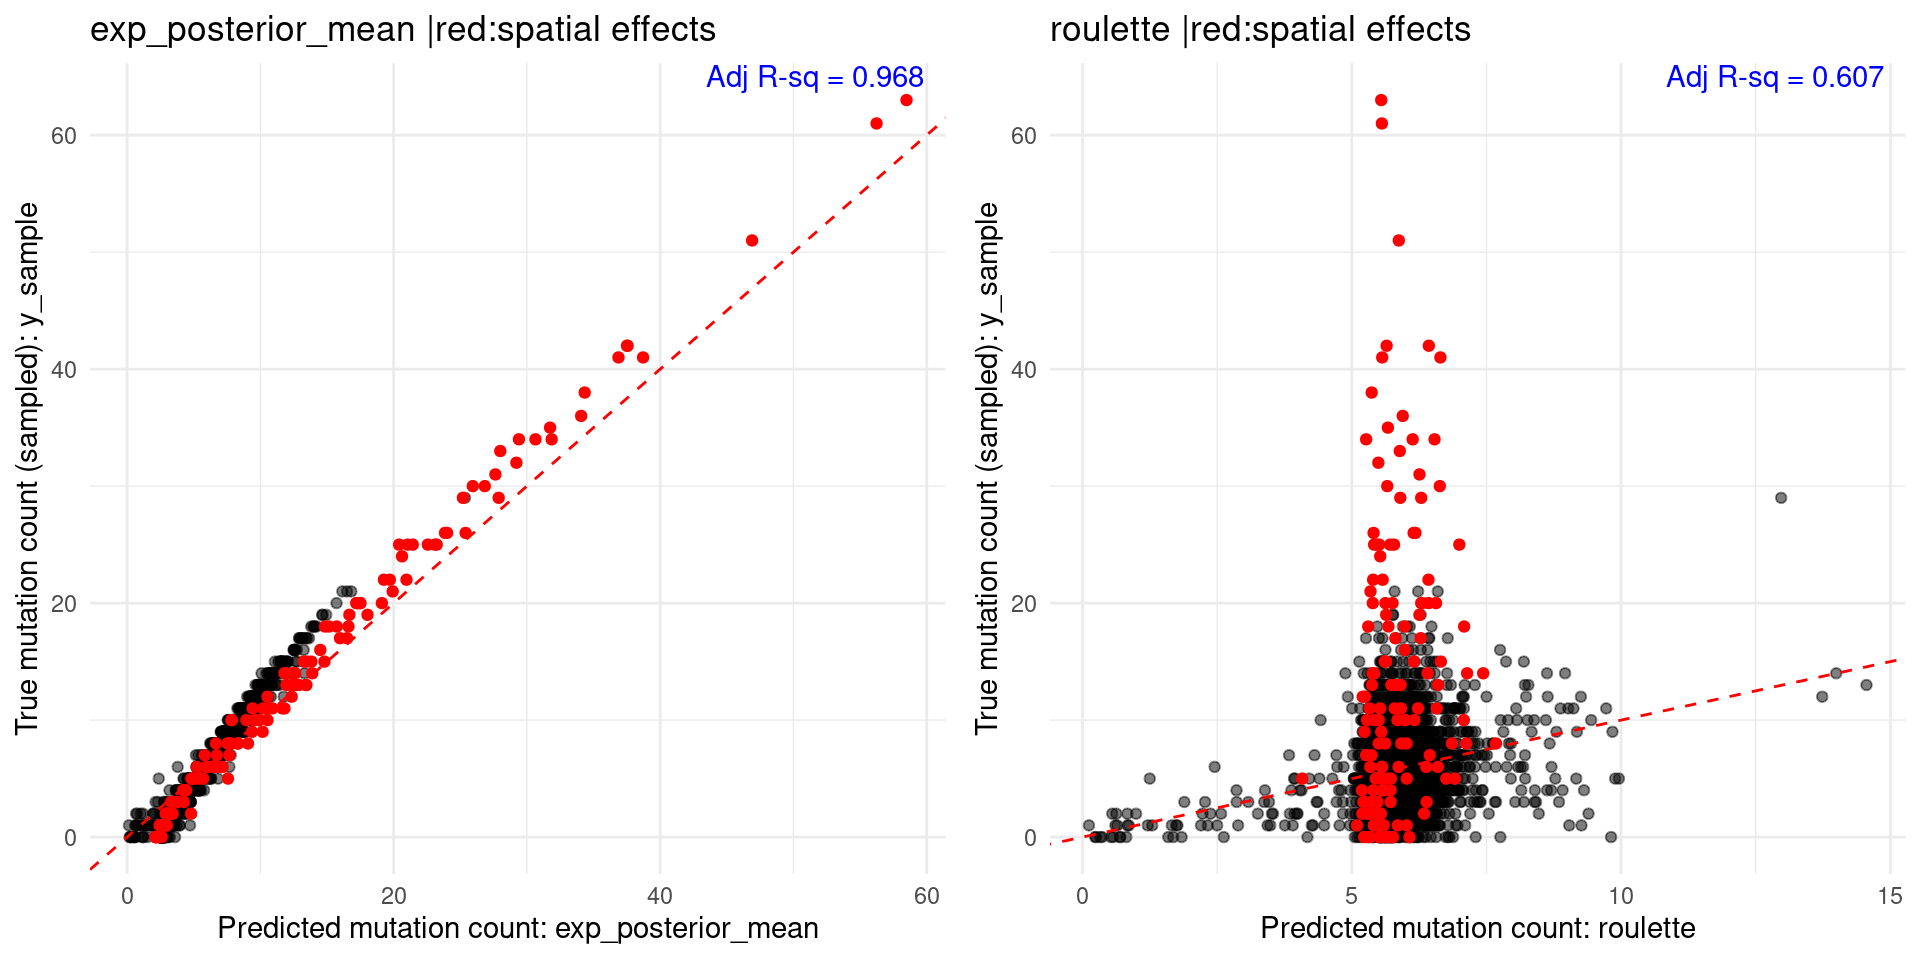 exp_posterior_mean |red:spatial effects
Adj R-sq = 0.968
True mutation count (sampled): y_sample
60
40
20
0
0
20
40
60
Predicted mutation count: exp_posterior_mean
roulette |red:spatial effects
Adj R-sq = 0.607
True mutation count (sampled): y_sample
60
40
20
0
0
5
10
15
Predicted mutation count: roulette